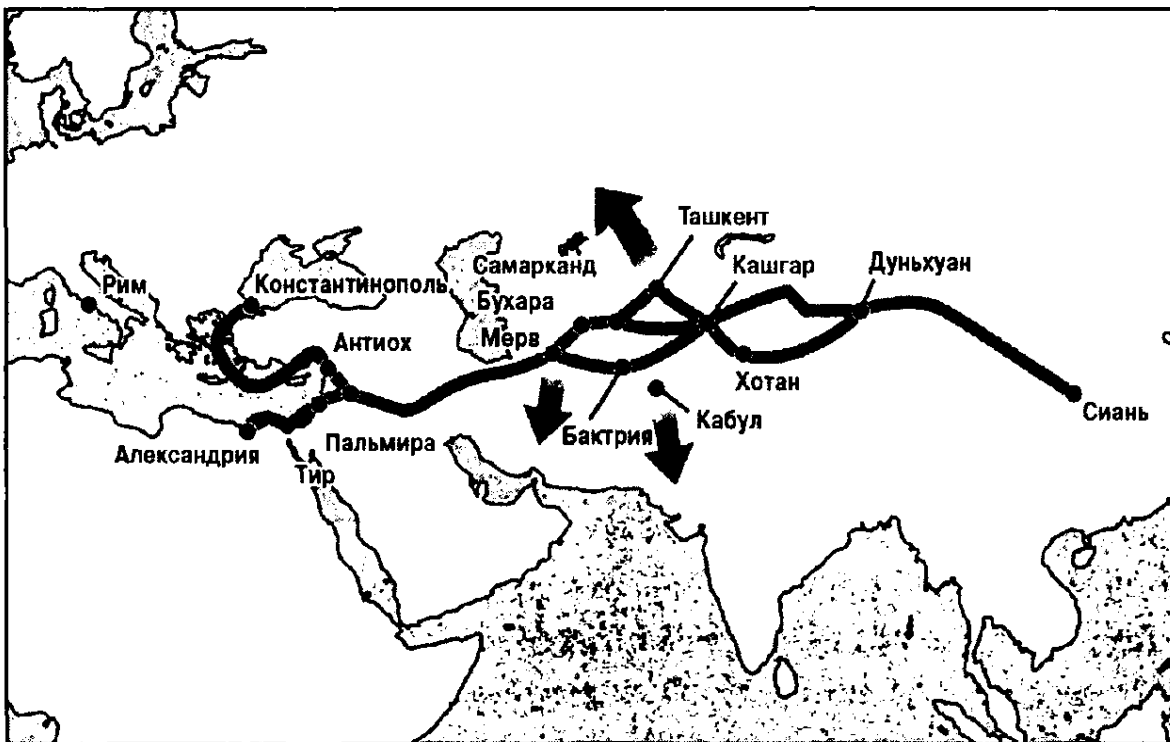 Ташкент
Самарканд
Кашгар
Дуньхуан
Рим
Константинополь
Бухара
Мерв
Антиох
Хотан
Сиань
Кабул
Бактрия
Пальмира
Александрия
Тир